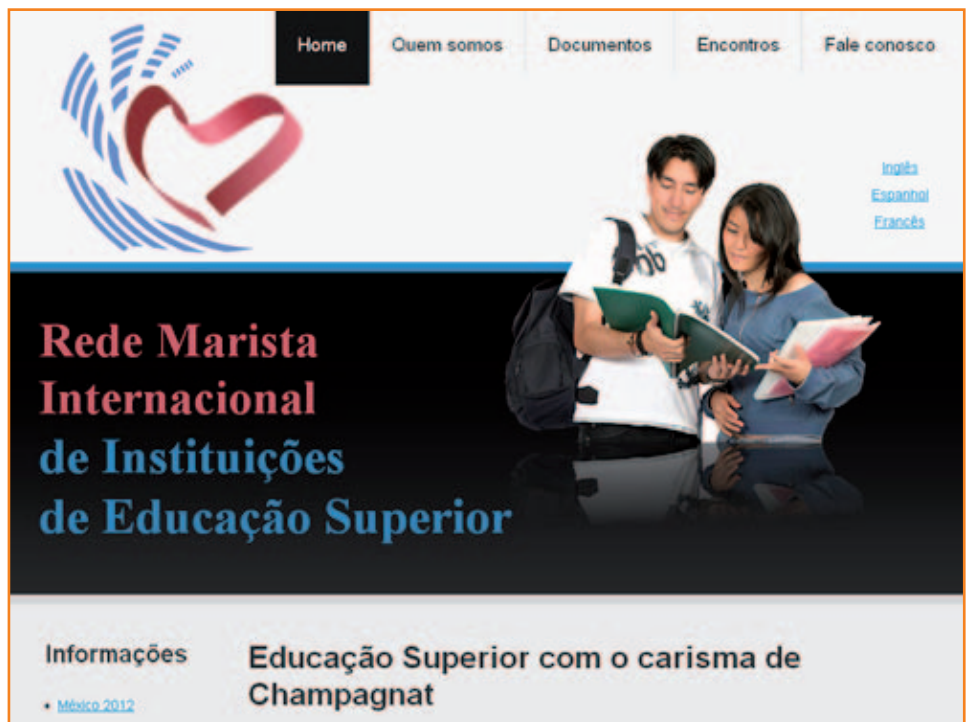 Home Quem somos Documentos Encontros Fale conosco
Inglês
Espanhol
Francês
Rede Marista
Internacional
de Instituições
de Educação Superior
Informações
México 2012
Educação Superior com o carisma de
Champagnat